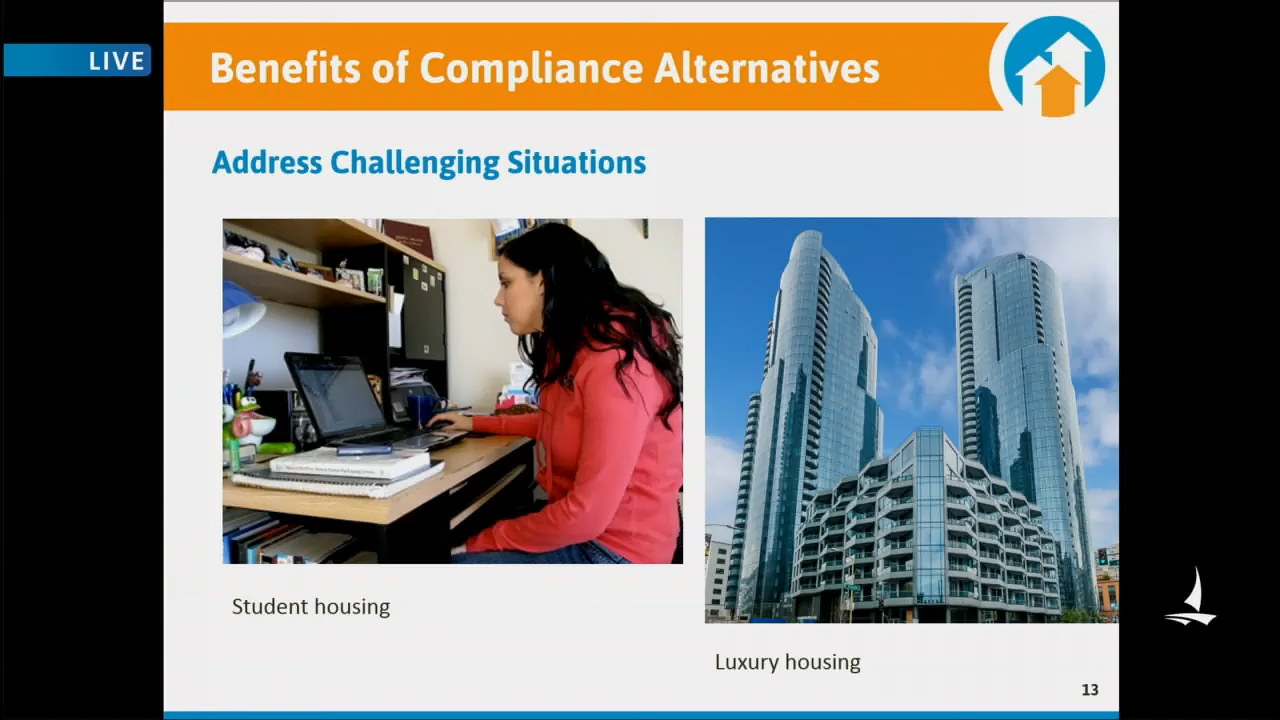 LIVE
Benefits of Compliance Alternatives
Address Challenging Situations
Student housing
Luxury housing
13